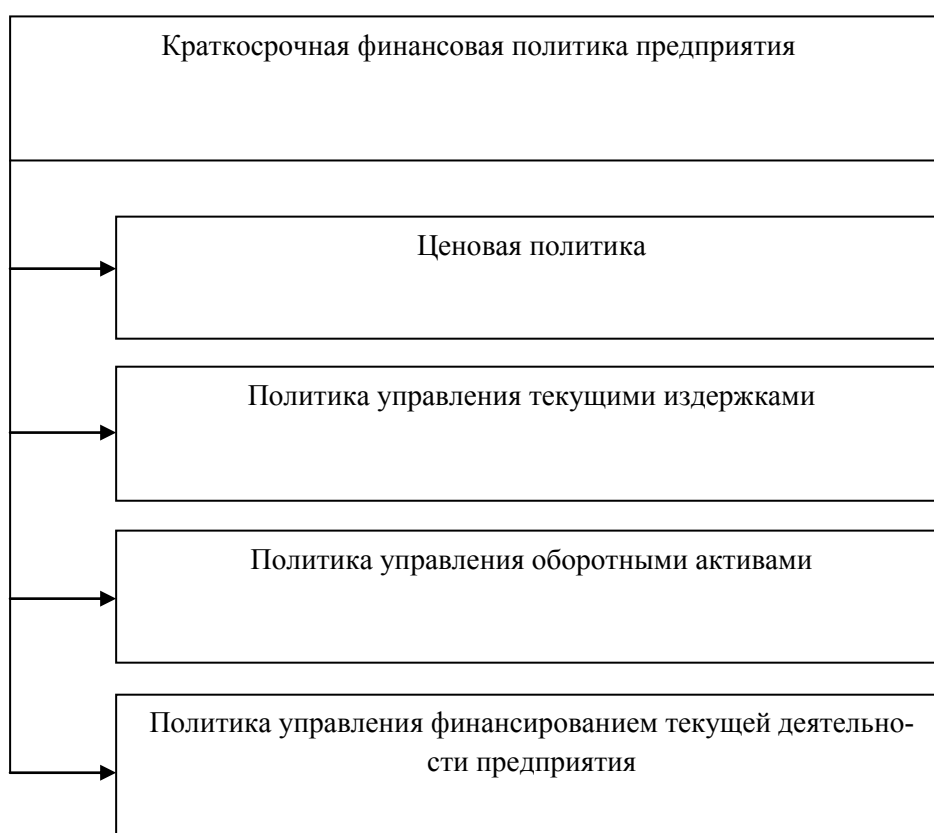 Краткосрочная финансовая политика предприятия
Ценовая политика
Политика управления текущими издержками
Политика управления оборотными активами
Политика управления финансированием текущей деятельно-
сти предприятия